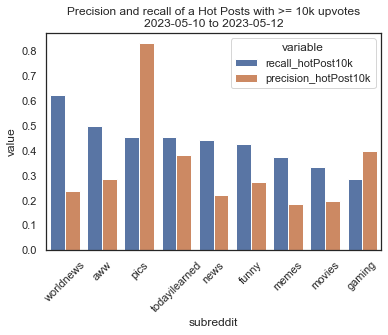 Precision and recall of a Hot Posts with >= 10k upvotes
2023-05-10 to 2023-05-12
variable
recall_hotPost10k
precision_hotPost10k
value
0.8
0.7
0.6
0.5
0.4
0.3
0.2
0.1
0.0
worldnews
aww
pics
todayilearned
news
funny
memes
movies
gaming
subreddit